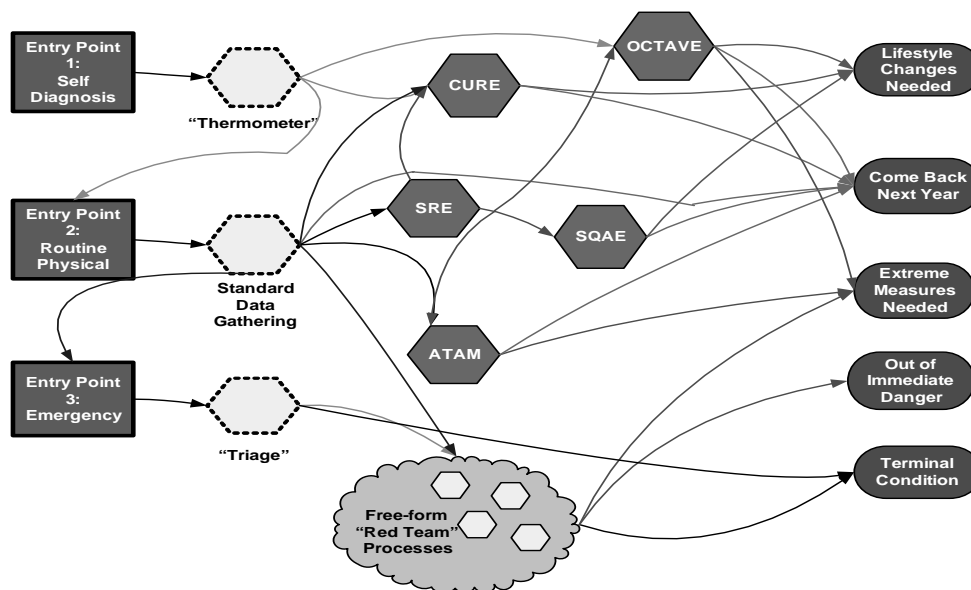 Entry Point
1:
Self
Diagnosis
“Thermometer”
CURE
OCTAVE
Lifestyle
Changes
Needed
Entry Point
2:
Routine
Physical
Standard
Data
Gathering
SRE
SQAE
Come Back
Next Year
ATAM
Extreme
Measures
Needed
Entry Point
3:
Emergency
“Triage”
Out of
Immediate
Danger
Free-form
“Red Team”
Processes
Terminal
Condition